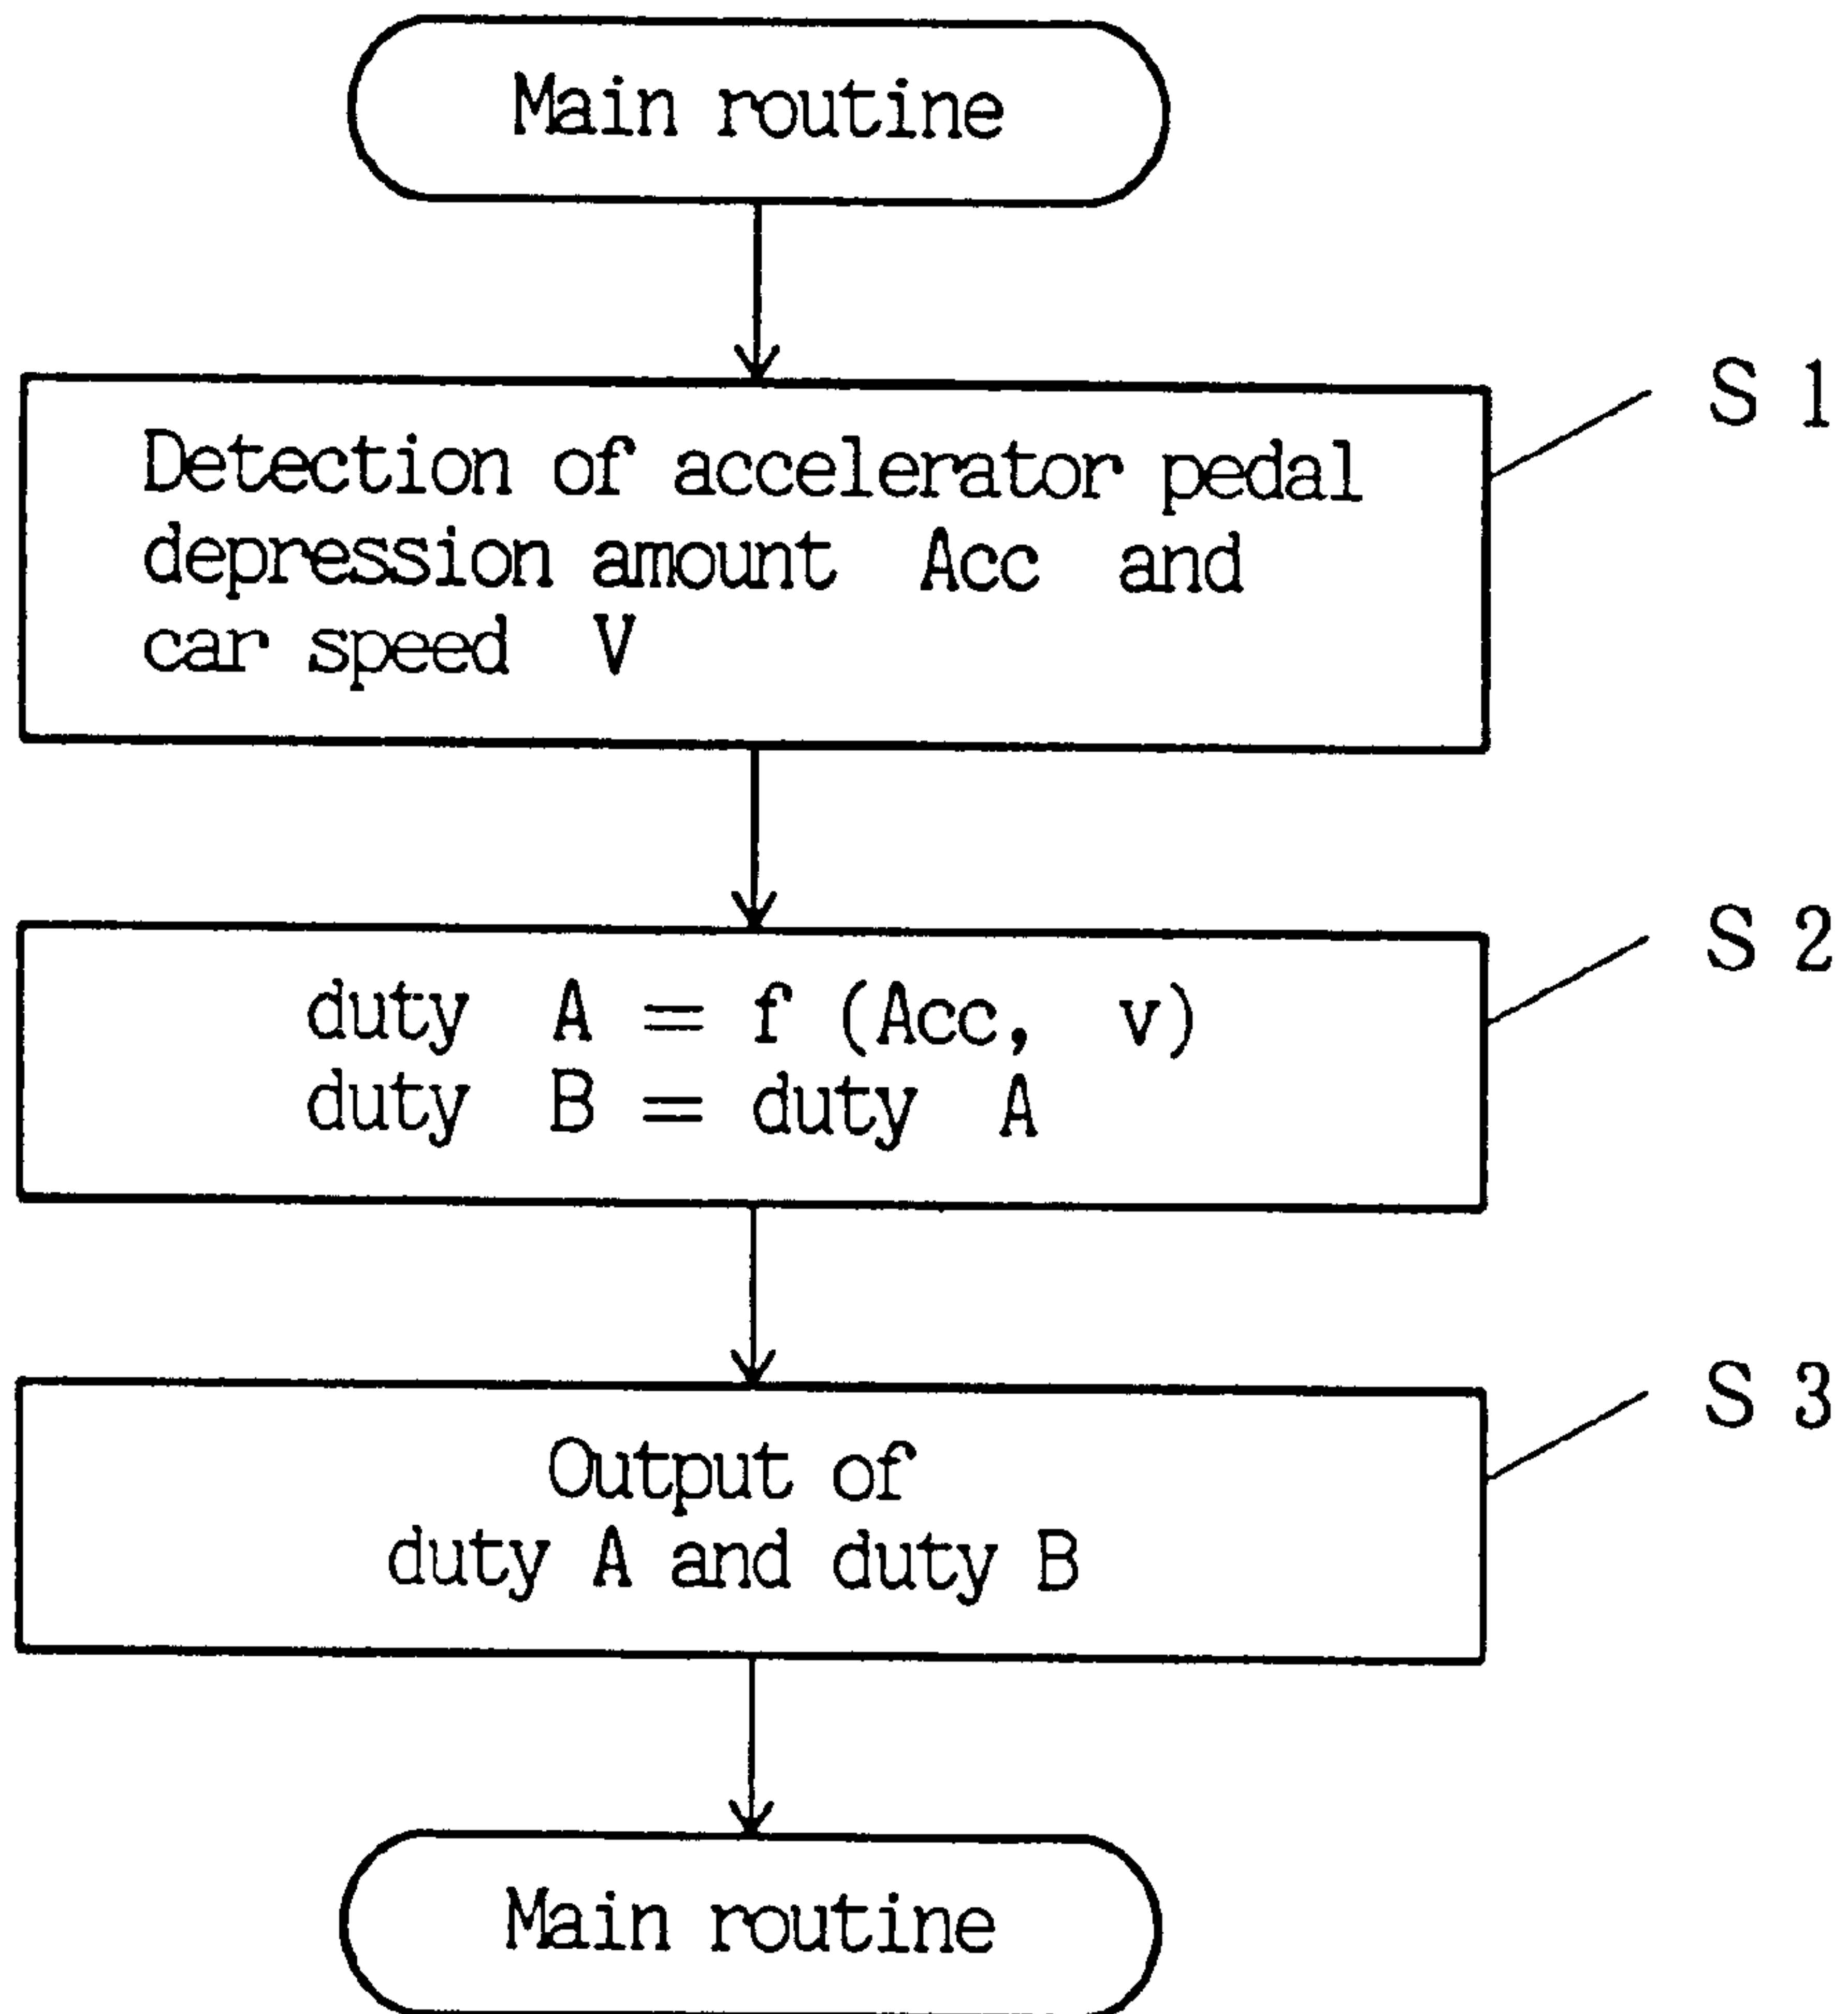 Main routine
S 1
Detection of accelerator pedal
depression amount Acc and
car speed V
S 2
duty A = f (Acc, v)
duty B = duty A
S 3
Output of
duty A and duty B
Main routine